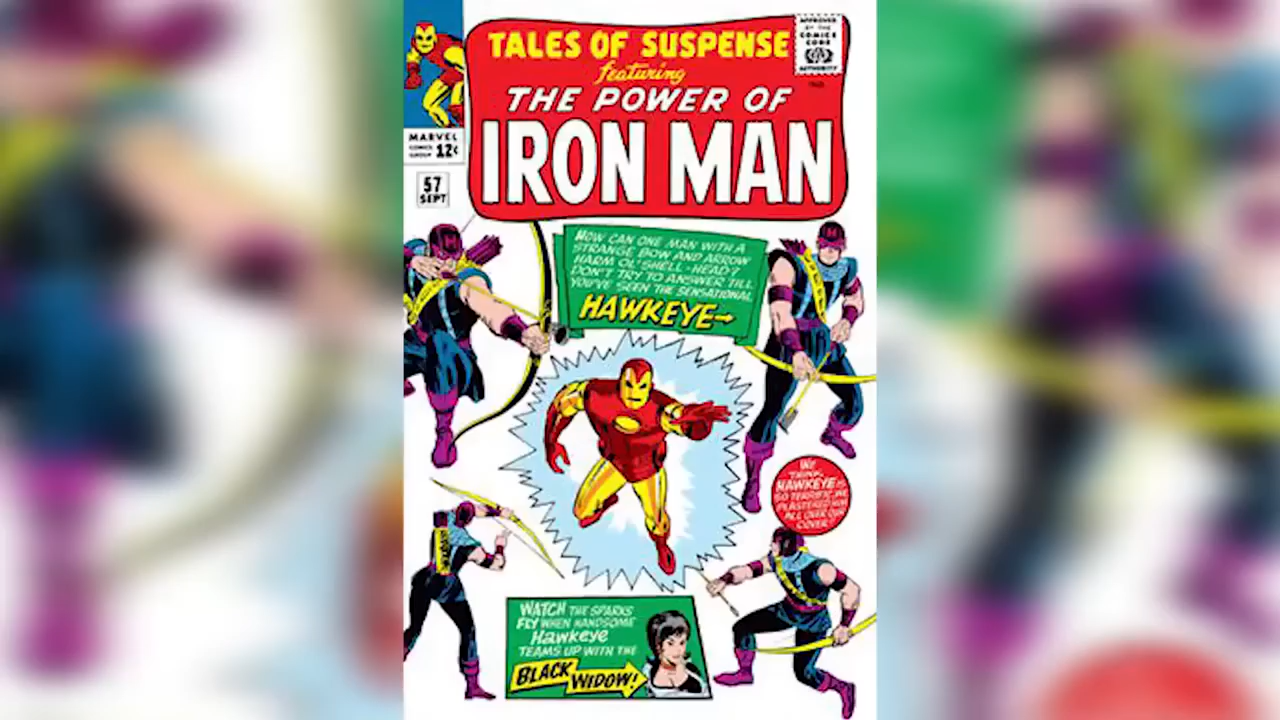 TALES OF SUSPENSE
featuring
THE POWER OF
IRON MAN
APPROVED
BY THE
COMICS
CODE
AUTHORITY
MARVEL
COMICS
GROUP
12¢
57
SEPT
HOW CAN ONE MAN WITH A
STRANGE BOW AND ARROW
HARM OL' SHELL-HEAD?
DON'T TRY TO ANSWER TILL
YOU'VE SEEN THE SENSATIONAL
HAWKEYE
H
H
WE
THINK
HAWKEYE IS
SO TERRIFIC, WE
PLASTERED HIM
ALL OVER OUR
COVER!
WATCH THE SPARKS
FLY WHEN HANDSOME
Hawkeye
TEAMS UP WITH THE
BLACK WIDOW!